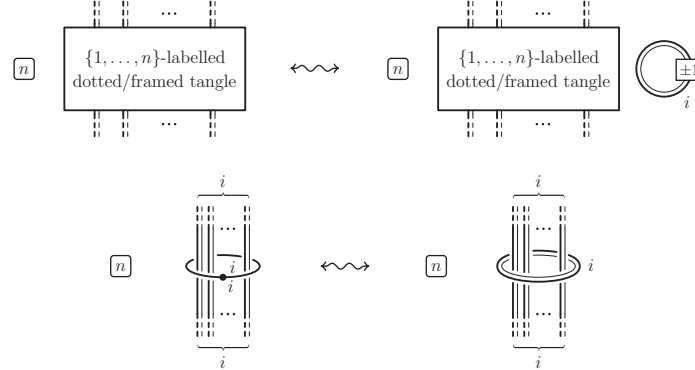 ...
...
n
{1, . . . , n}-labelled
dotted/framed tangle
n
{1, . . . , n}-labelled
dotted/framed tangle
±1
i
...
...
i
i
...
...
n
i
i
n
i
...
...
i
i